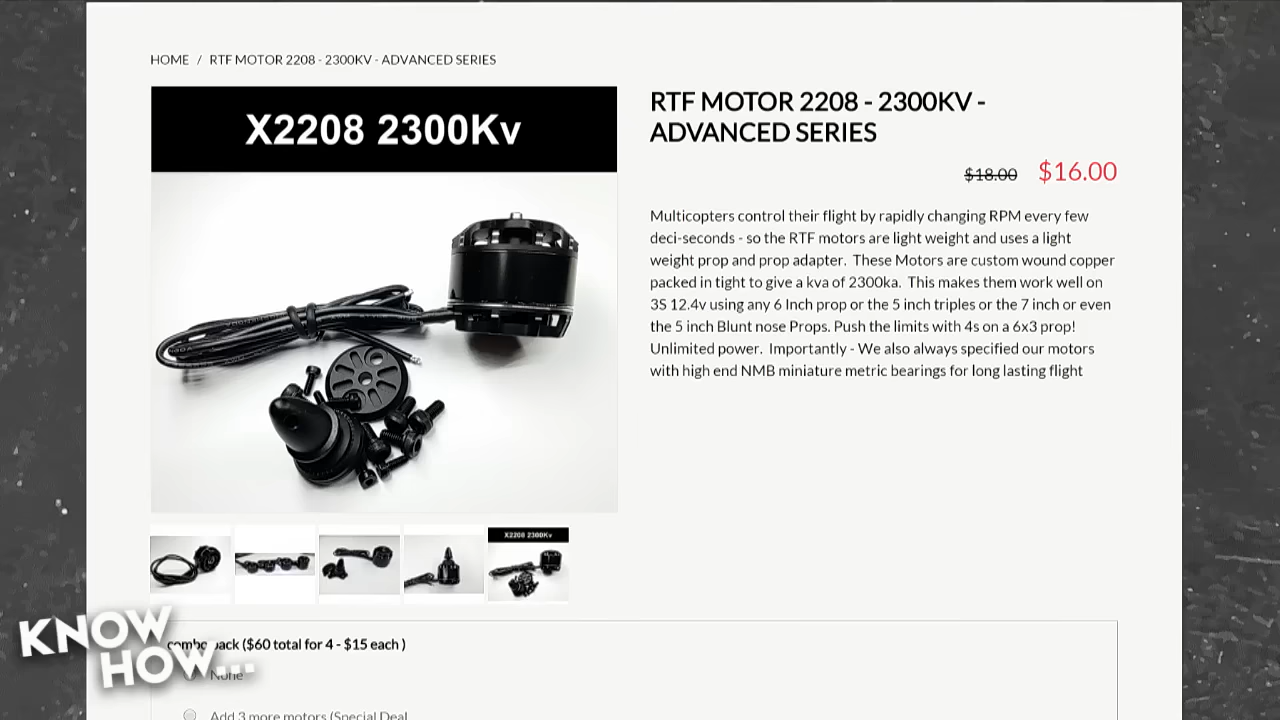 HOME / RTF MOTOR 2208 - 2300KV - ADVANCED SERIES
X2208 2300Kv
RTF MOTOR 2208 - 2300KV -
ADVANCED SERIES
$18.00 $16.00
Multicopters control their flight by rapidly changing RPM every few
deci-seconds - so the RTF motors are light weight and uses a light
weight prop and prop adapter. These Motors are custom wound copper
packed in tight to give a kva of 2300ka. This makes them work well on
3S 12.4v using any 6 Inch prop or the 5 inch triples or the 7 inch or even
the 5 inch Blunt nose Props. Push the limits with 4s on a 6x3 prop!
Unlimited power. Importantly - We also always specified our motors
with high end NMB miniature metric bearings for long lasting flight
X2208 2300Kv
combo pack ($60 total for 4 - $15 each )
None
Add 3 more motors (Special Deal
KNOW
HOW...